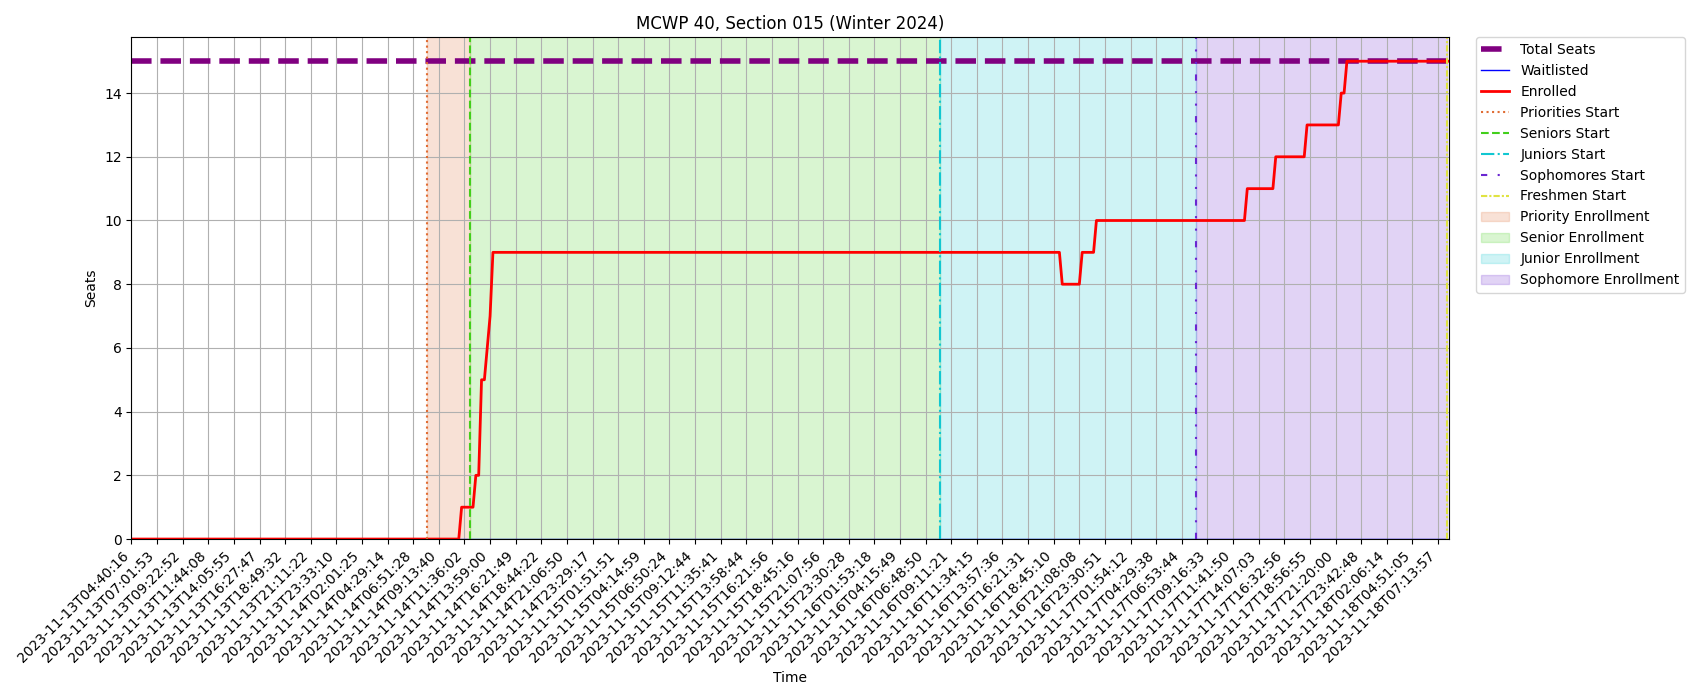 MCWP 40, Section 015 (Winter 2024)
Total Seats
Waitlisted
Enrolled
Priorities Start
Seniors Start
Juniors Start
Sophomores Start
Freshmen Start
Priority Enrollment
Senior Enrollment
Junior Enrollment
Sophomore Enrollment
Seats
14
12
10
8
6
4
2
0
2023-11-13T04:40:16
2023-11-13T07:01:53
2023-11-13T09:22:52
2023-11-13T11:44:08
2023-11-13T14:05:55
2023-11-13T16:27:47
2023-11-13T18:49:32
2023-11-13T21:11:22
2023-11-13T23:33:10
2023-11-14T02:01:25
2023-11-14T04:29:14
2023-11-14T06:51:28
2023-11-14T09:13:40
2023-11-14T11:36:02
2023-11-14T13:59:00
2023-11-14T16:21:49
2023-11-14T18:44:22
2023-11-14T21:06:50
2023-11-14T23:29:17
2023-11-15T01:51:51
2023-11-15T04:14:59
2023-11-15T06:50:24
2023-11-15T09:12:44
2023-11-15T11:35:41
2023-11-15T13:58:44
2023-11-15T16:21:56
2023-11-15T18:45:16
2023-11-15T21:07:56
2023-11-15T23:30:28
2023-11-16T01:53:18
2023-11-16T04:15:49
2023-11-16T06:48:50
2023-11-16T09:11:21
2023-11-16T11:34:15
2023-11-16T13:57:36
2023-11-16T16:21:31
2023-11-16T18:45:10
2023-11-16T21:08:08
2023-11-16T23:30:51
2023-11-17T01:54:12
2023-11-17T04:29:38
2023-11-17T06:53:44
2023-11-17T09:16:33
2023-11-17T11:41:50
2023-11-17T14:07:03
2023-11-17T16:32:56
2023-11-17T18:56:55
2023-11-17T21:20:00
2023-11-17T23:42:48
2023-11-18T02:06:14
2023-11-18T04:51:05
2023-11-18T07:13:57
Time